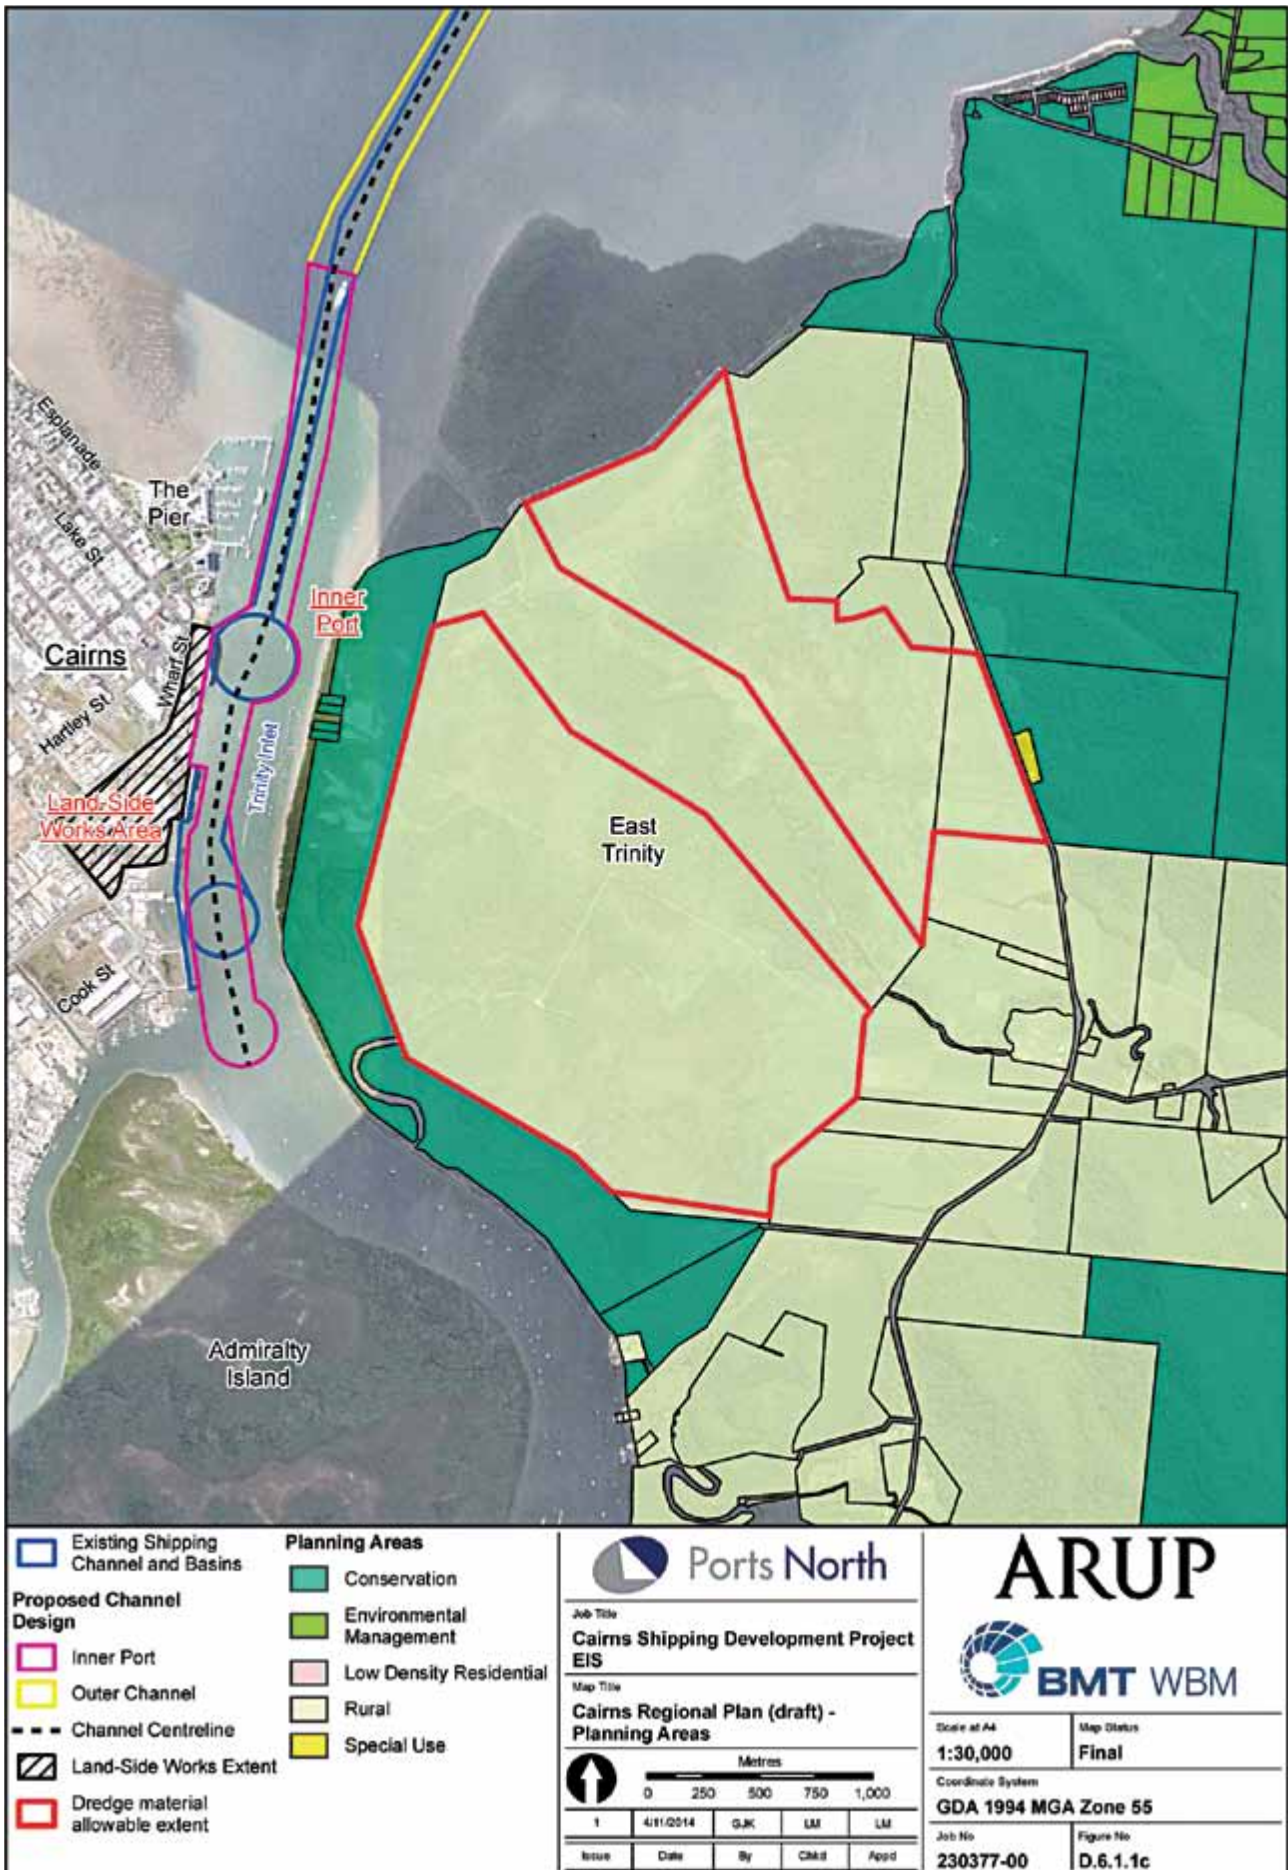 Esplanade
The
Pier
Lake St
Inner
Port
Cairns
Wharf St
Hartley St
Trinity Inlet
Land-Side
Works Area
East
Trinity
Cook St
Admiralty
Island
Existing Shipping
Channel and Basins
Proposed Channel
Design
Inner Port
Outer Channel
Channel Centreline
Land-Side Works Extent
Dredge material
allowable extent
Planning Areas
Conservation
Environmental
Management
Low Density Residential
Rural
Special Use
Ports North
Job Title
Cairns Shipping Development Project
EIS
Map Title
Cairns Regional Plan (draft) -
Planning Areas
Metres
0 250 500 750 1,000
1 4/11/2014 GJK LM LM
Issue Date By Chkd Appd
ARUP
BMT WBM
Scale at A4
1:30,000
Map Status
Final
Coordinate System
GDA 1994 MGA Zone 55
Job No
230377-00
Figure No
D.6.1.1c